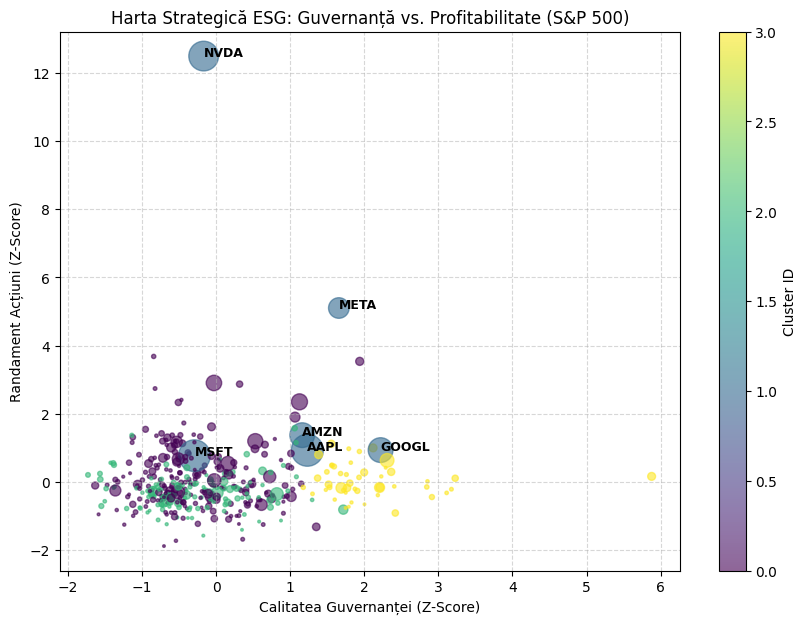 Harta Strategică ESG: Guvernanță vs. Profitabilitate (S&P 500)
Randament Acțiuni (Z-Score)
12
10
8
6
4
2
0
−2
NVDA
META
AMZN
AAPL
GOOGL
MSFT
−2
−1
0
1
2
3
4
5
6
Calitatea Guvernanței (Z-Score)
3.0
2.5
2.0
1.5
1.0
0.5
0.0
Cluster ID